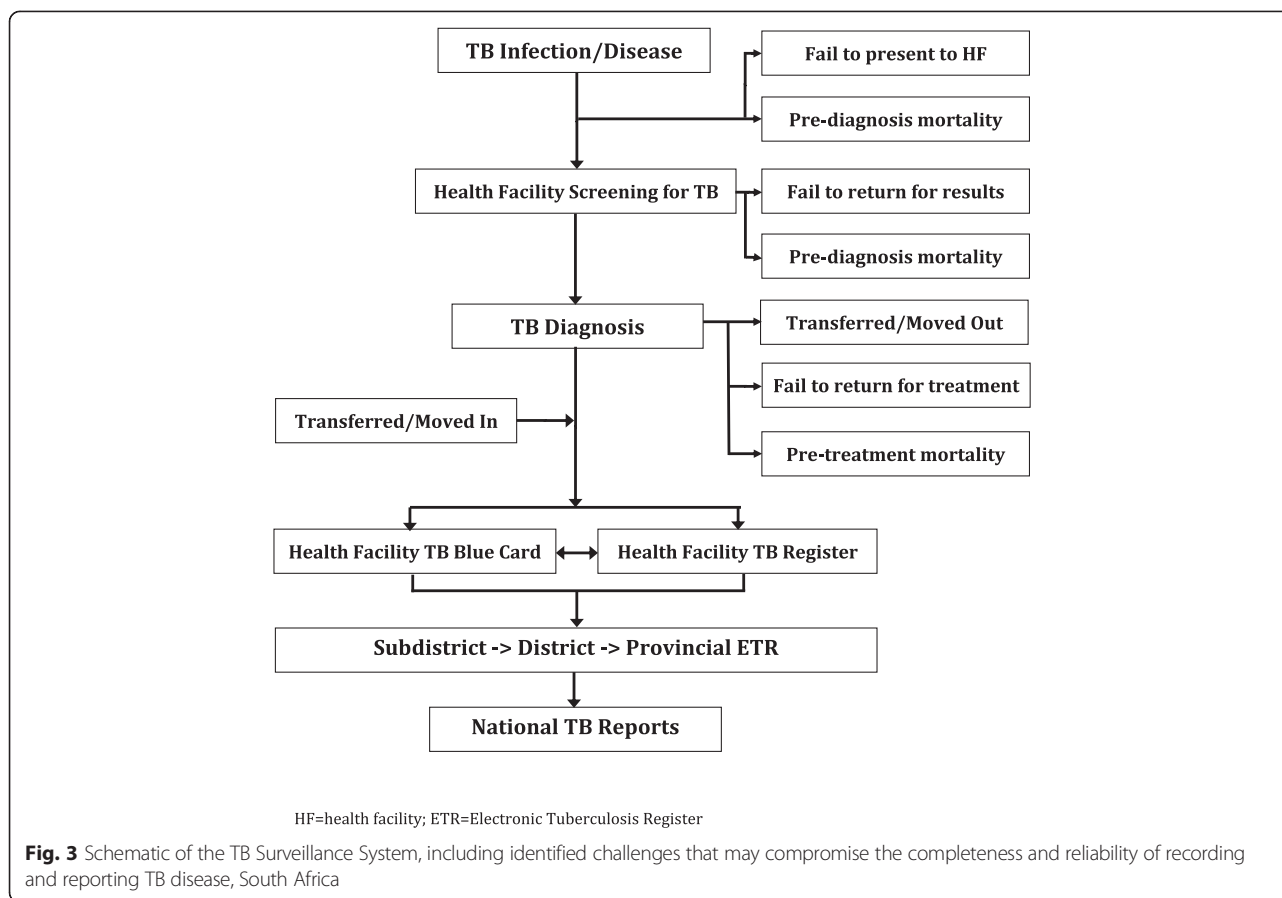 TB Infection/Disease
Fail to present to HF
Pre-diagnosis mortality
Health Facility Screening for TB
Fail to return for results
Pre-diagnosis mortality
TB Diagnosis
Transferred/Moved Out
Fail to return for treatment
Transferred/Moved In
Pre-treatment mortality
Health Facility TB Blue Card
Health Facility TB Register
Subdistrict -> District -> Provincial ETR
National TB Reports
HF=health facility; ETR=Electronic Tuberculosis Register
Fig. 3 Schematic of the TB Surveillance System, including identified challenges that may compromise the completeness and reliability of recording
and reporting TB disease, South Africa